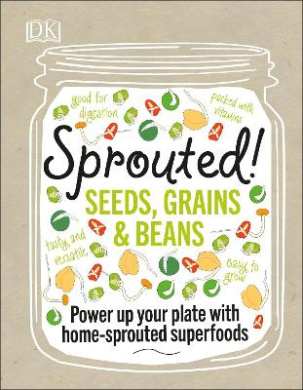 DK
good for
digestion
packed with
vitamins
Sprouted!
SEEDS, GRAINS
& BEANS
tasty and
versatile
easy to
grow
Power up your plate with
home-sprouted superfoods